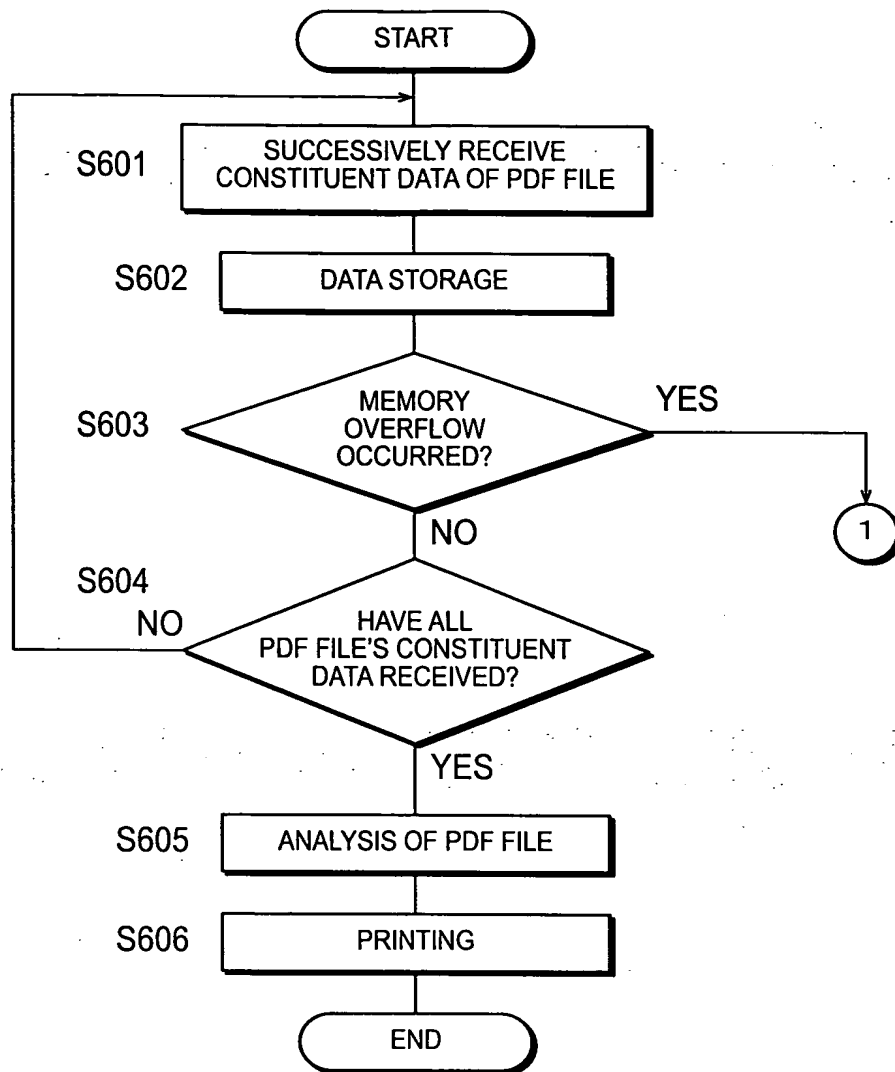 START
S601
SUCCESSIVELY RECEIVE
CONSTITUENT DATA OF PDF FILE
S602
DATA STORAGE
S603
MEMORY
OVERFLOW
OCCURRED?
YES
1
NO
S604
NO
HAVE ALL
PDF FILE'S CONSTITUENT
DATA RECEIVED?
YES
S605
ANALYSIS OF PDF FILE
S606
PRINTING
END